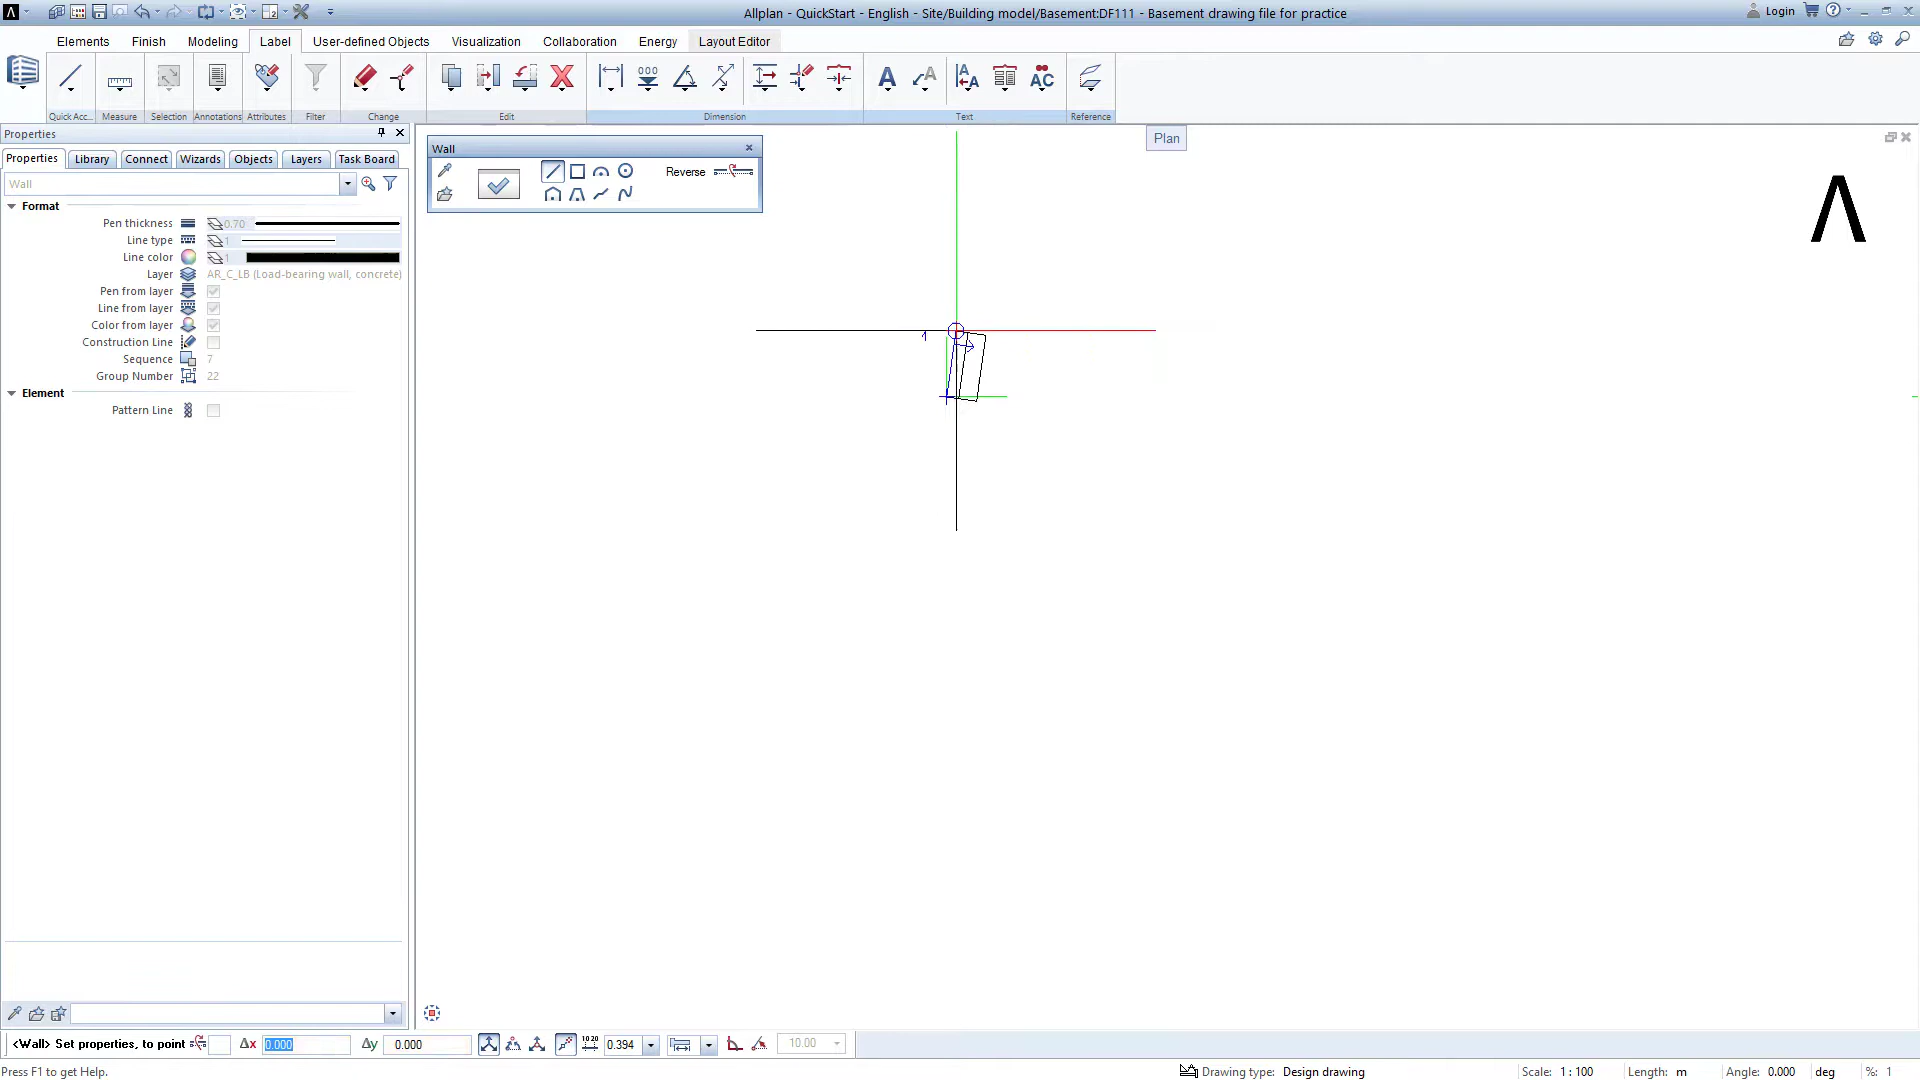 Allplan - QuickStart - English - Site/Building model/Basement:DF111 - Basement drawing file for practice
Login
Elements Finish Modeling Label User-defined Objects Visualization Collaboration Energy Layout Editor
Quick Acc... Measure Selection Annotations Attributes Filter Change Edit Dimension Text Reference
Properties
Properties Library Connect Wizards Objects Layers Task Board
Wall
Format
Pen thickness 0.70
Line type 1
Line color 1
Layer AR_C_LB (Load-bearing wall, concrete)
Pen from layer
Line from layer
Color from layer
Construction Line
Sequence 7
Group Number 22
Element
Pattern Line
Wall
Reverse
Plan
1
<Wall> Set properties, to point Δx 0.000 Δy 0.000 1020 0.394 10.00
Press F1 to get Help.
Drawing type: Design drawing Scale: 1 : 100 Length: m Angle: 0.000 deg %: 1